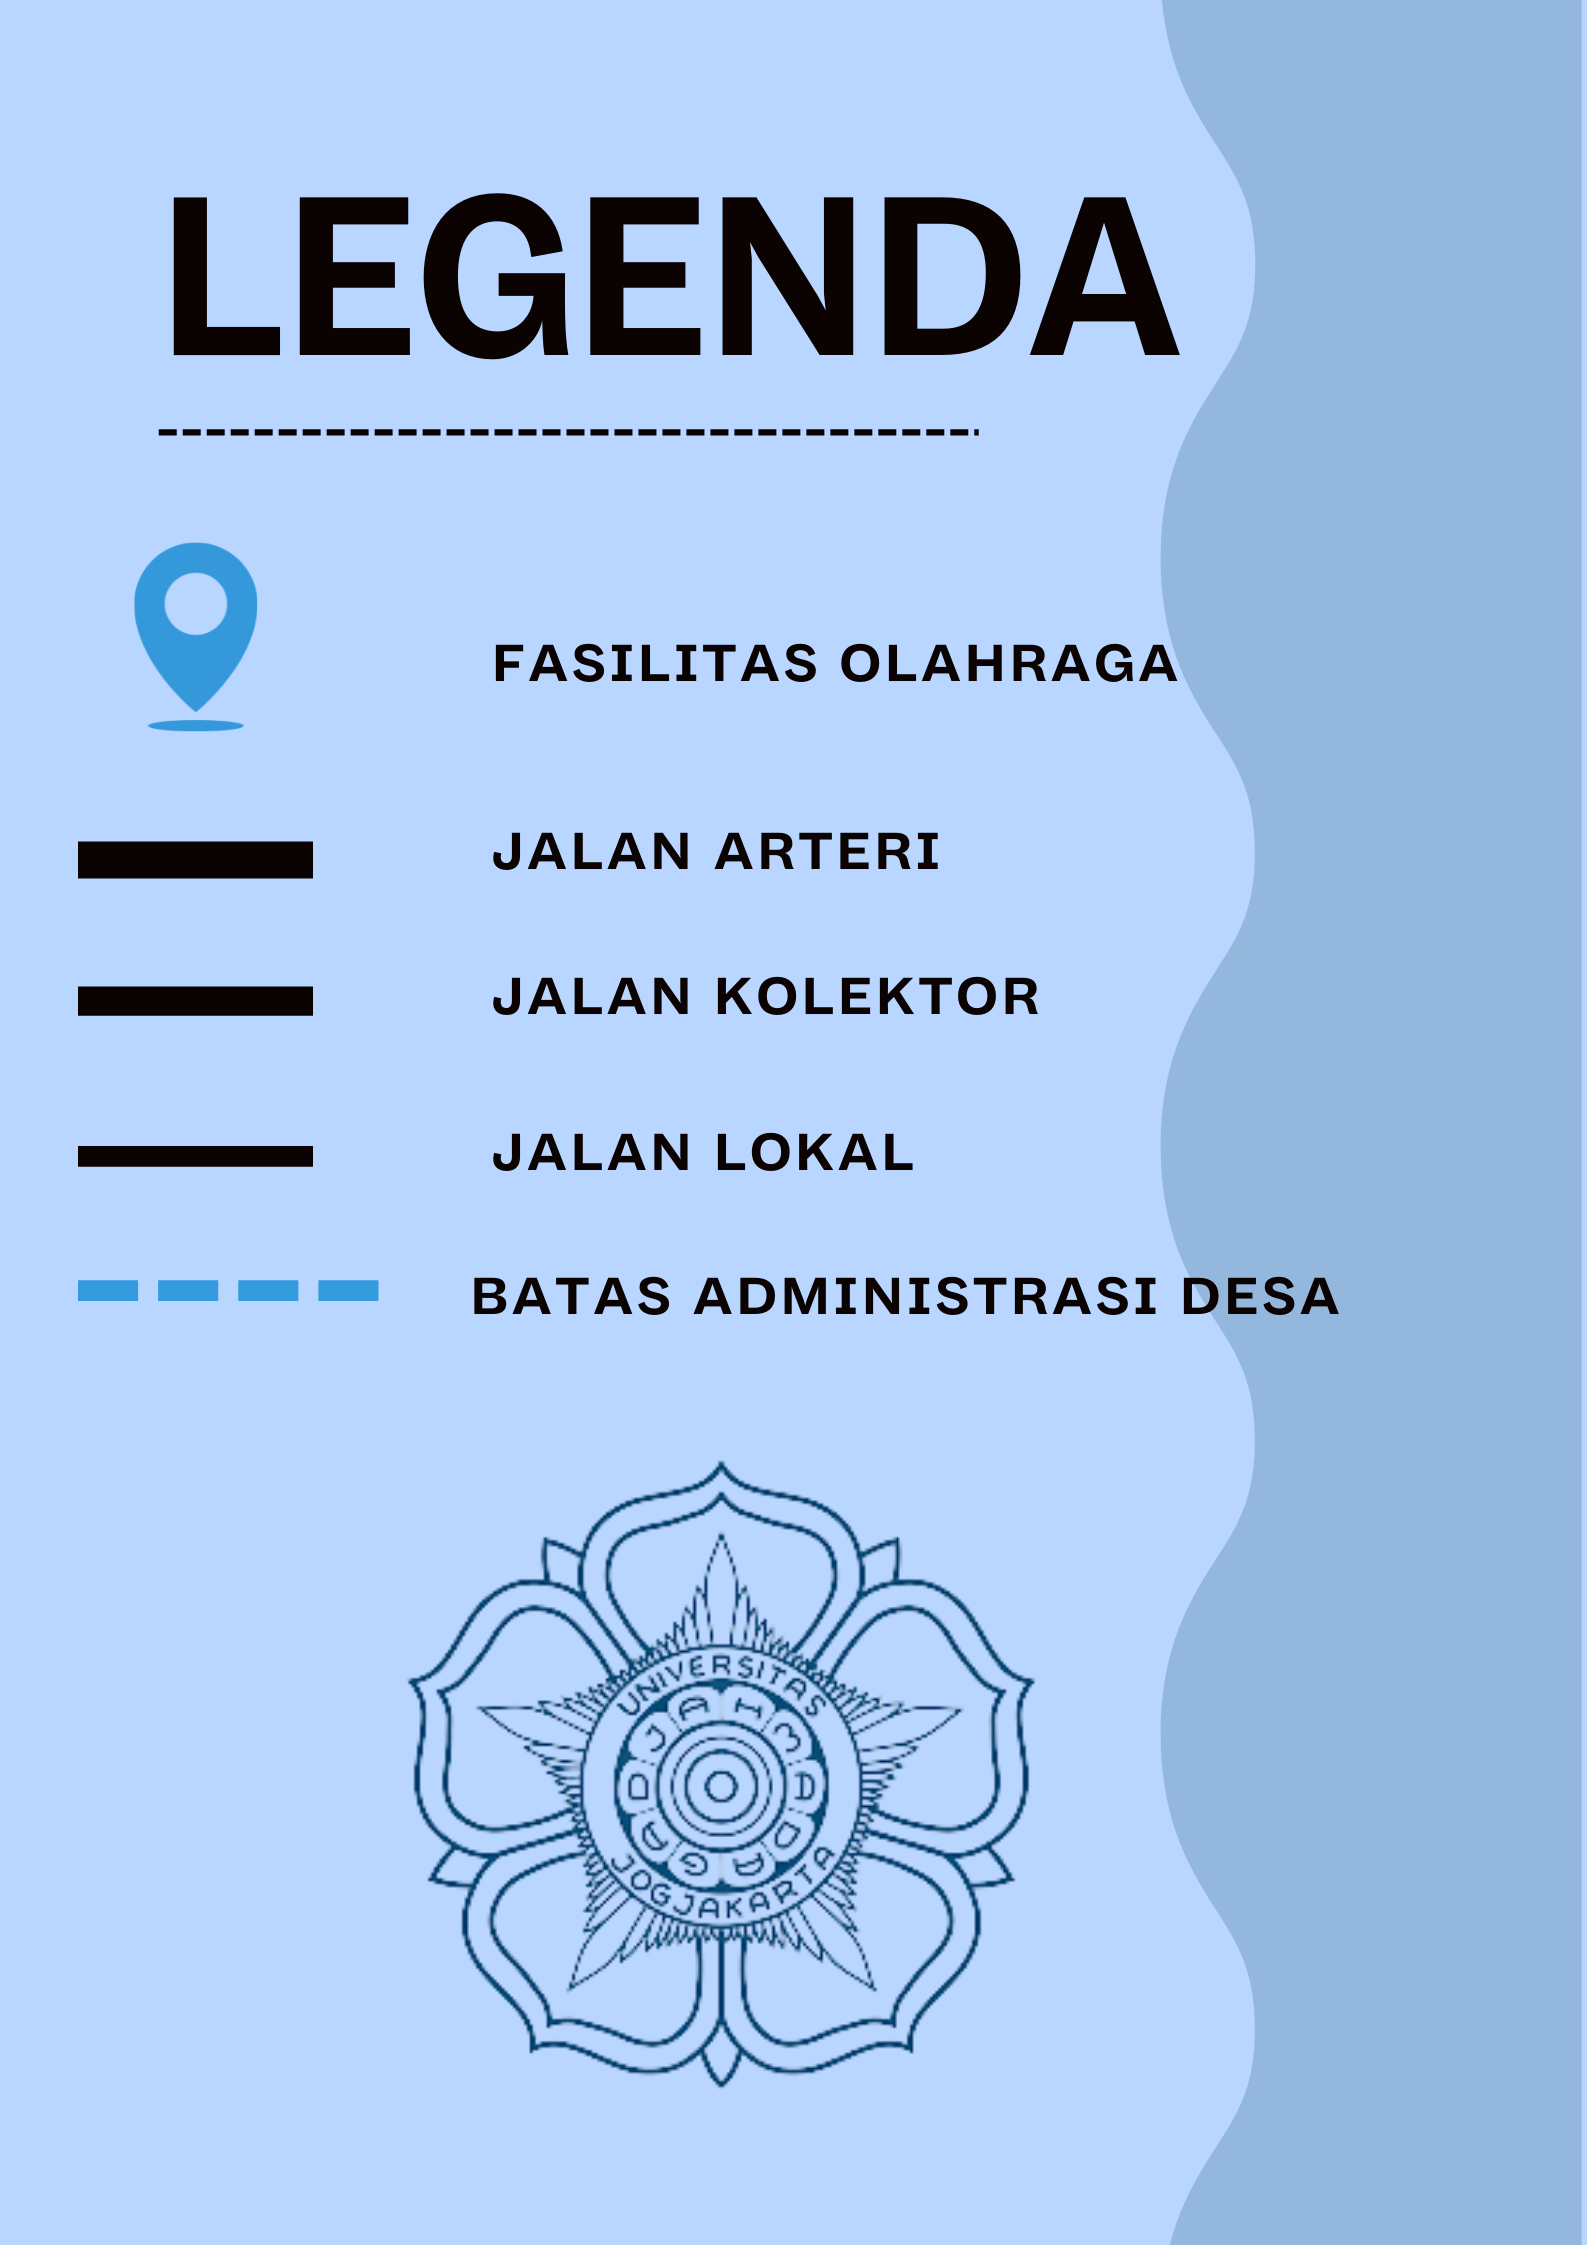 LEGENDA
FASILITAS OLAHRAGA
JALAN ARTERI
JALAN KOLEKTOR
JALAN LOKAL
BATAS ADMINISTRASI DESA
UNIVERSITAS
GADJAH MADA
JOGJAKARTA